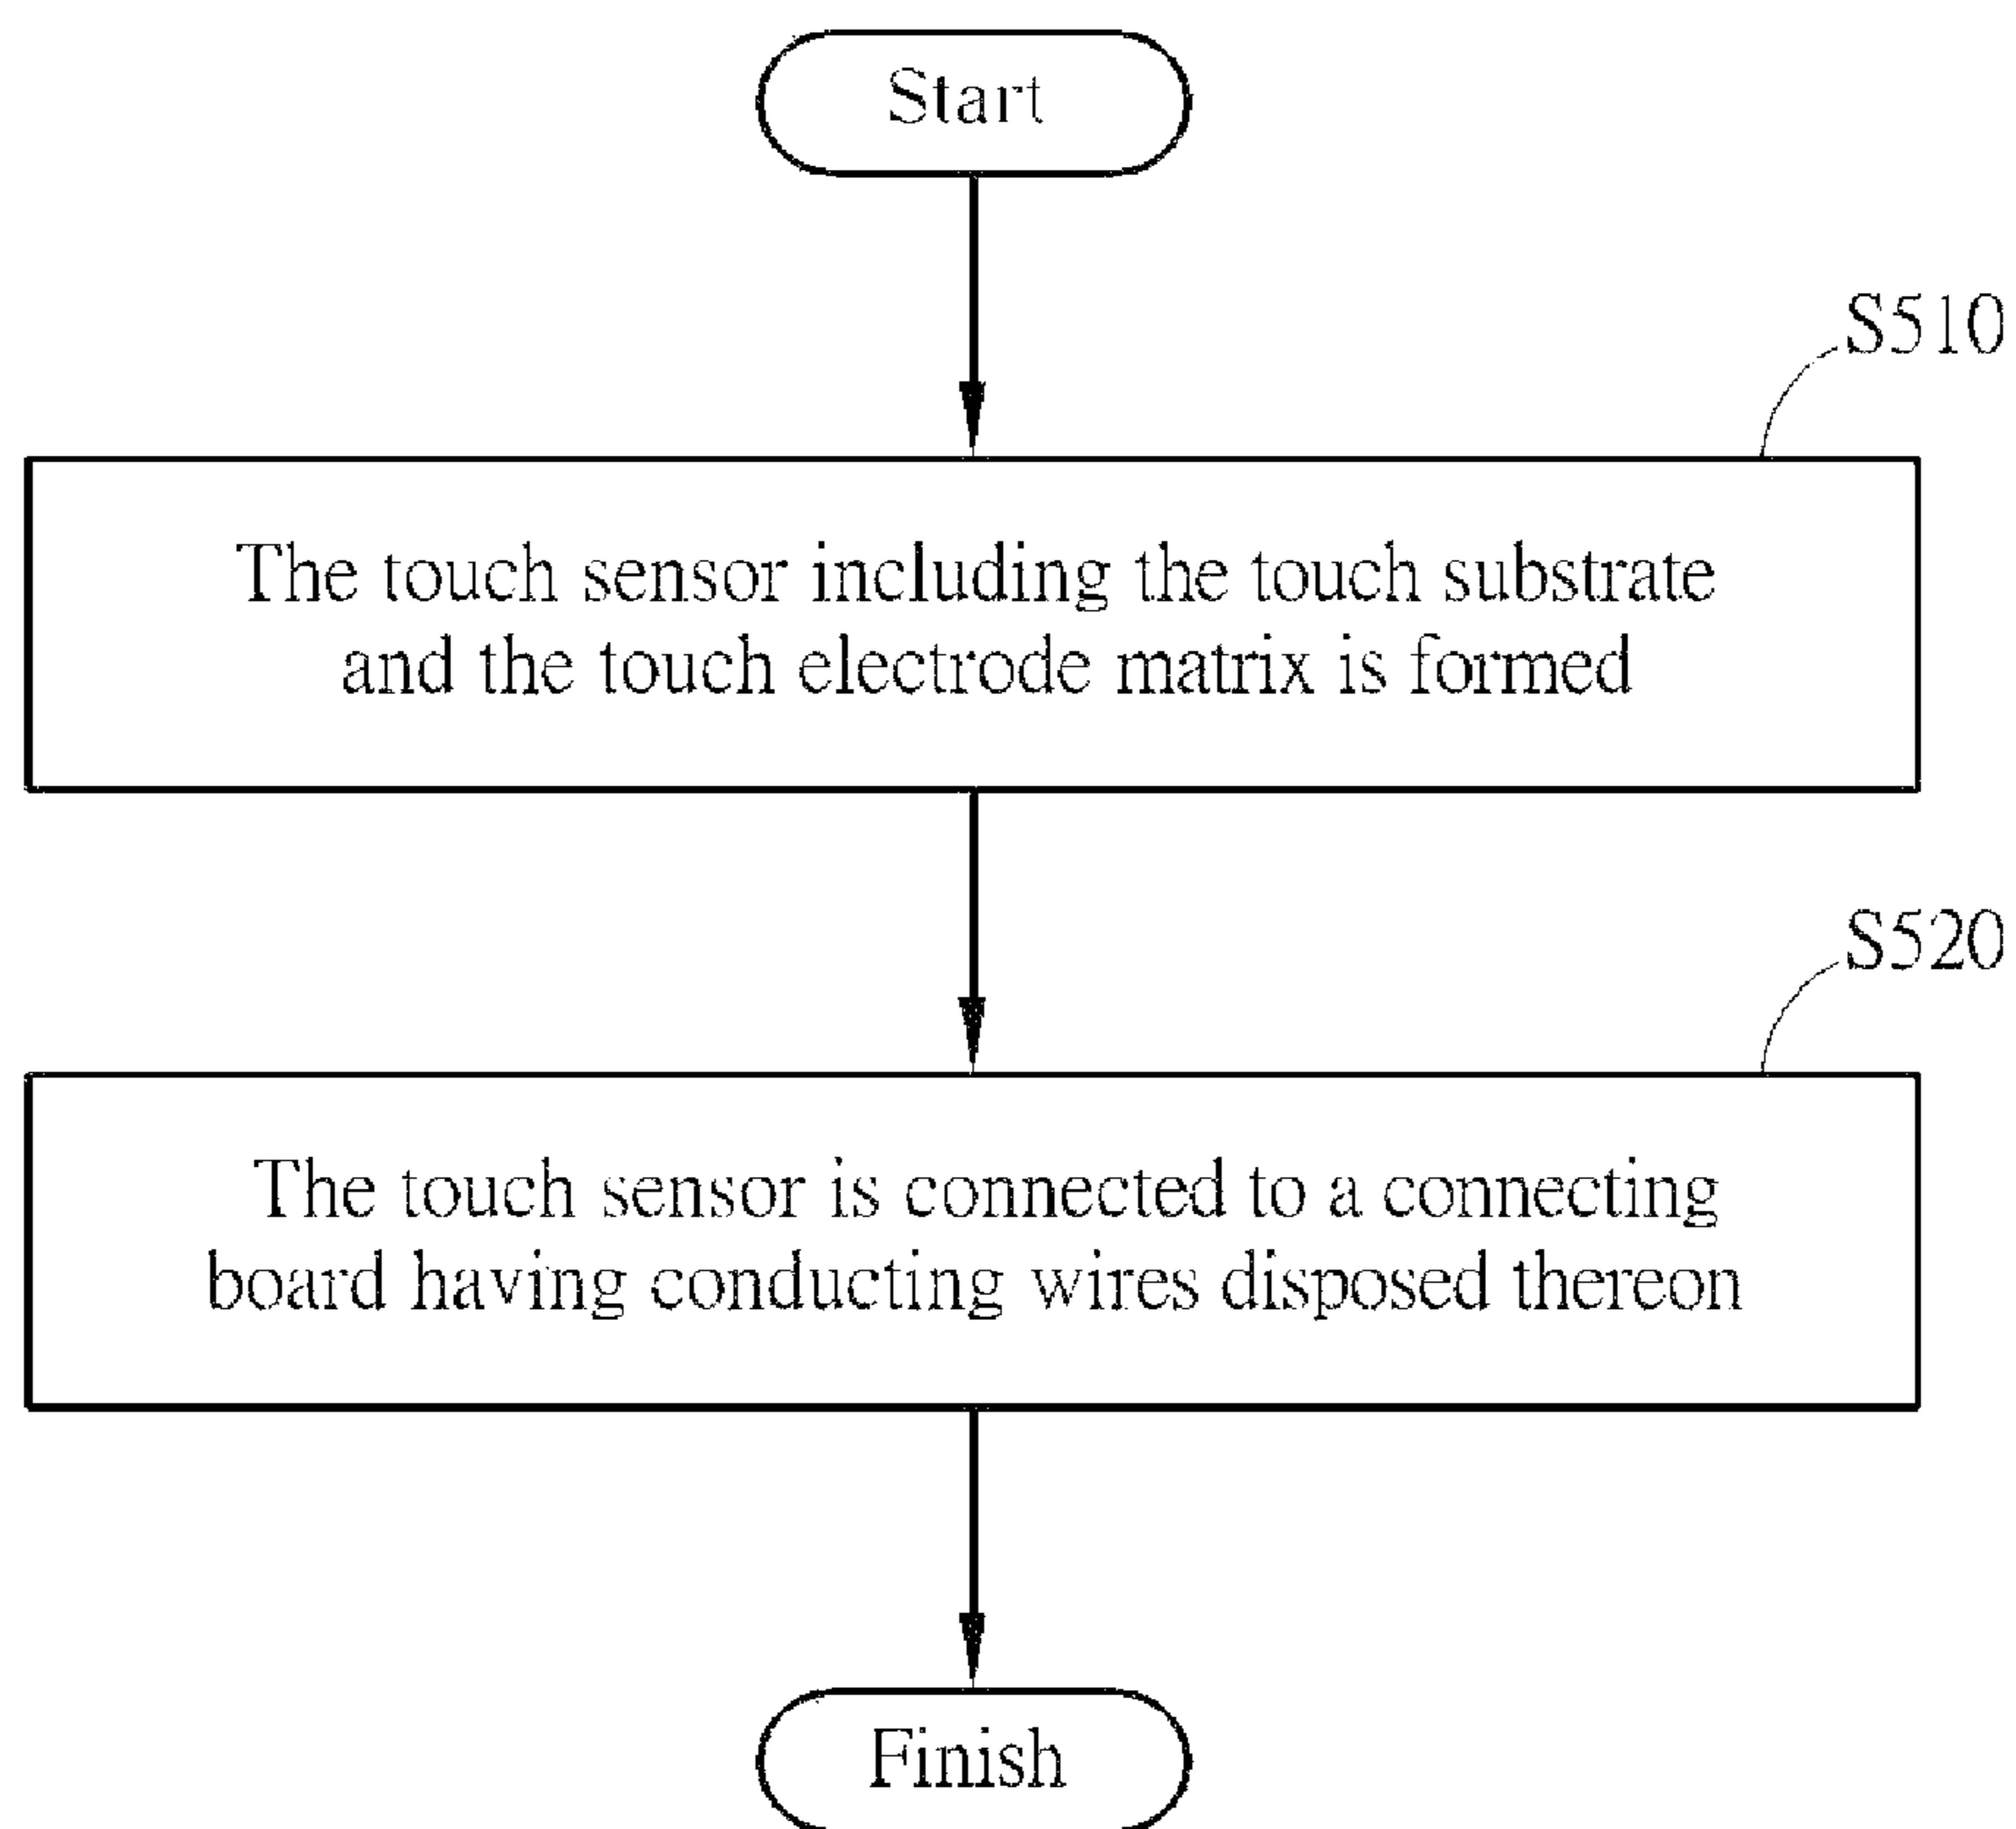 Start
S510
The touch sensor including the touch substrate
and the touch electrode matrix is formed
S520
The touch sensor is connected to a connecting
board having conducting wires disposed thereon
Finish